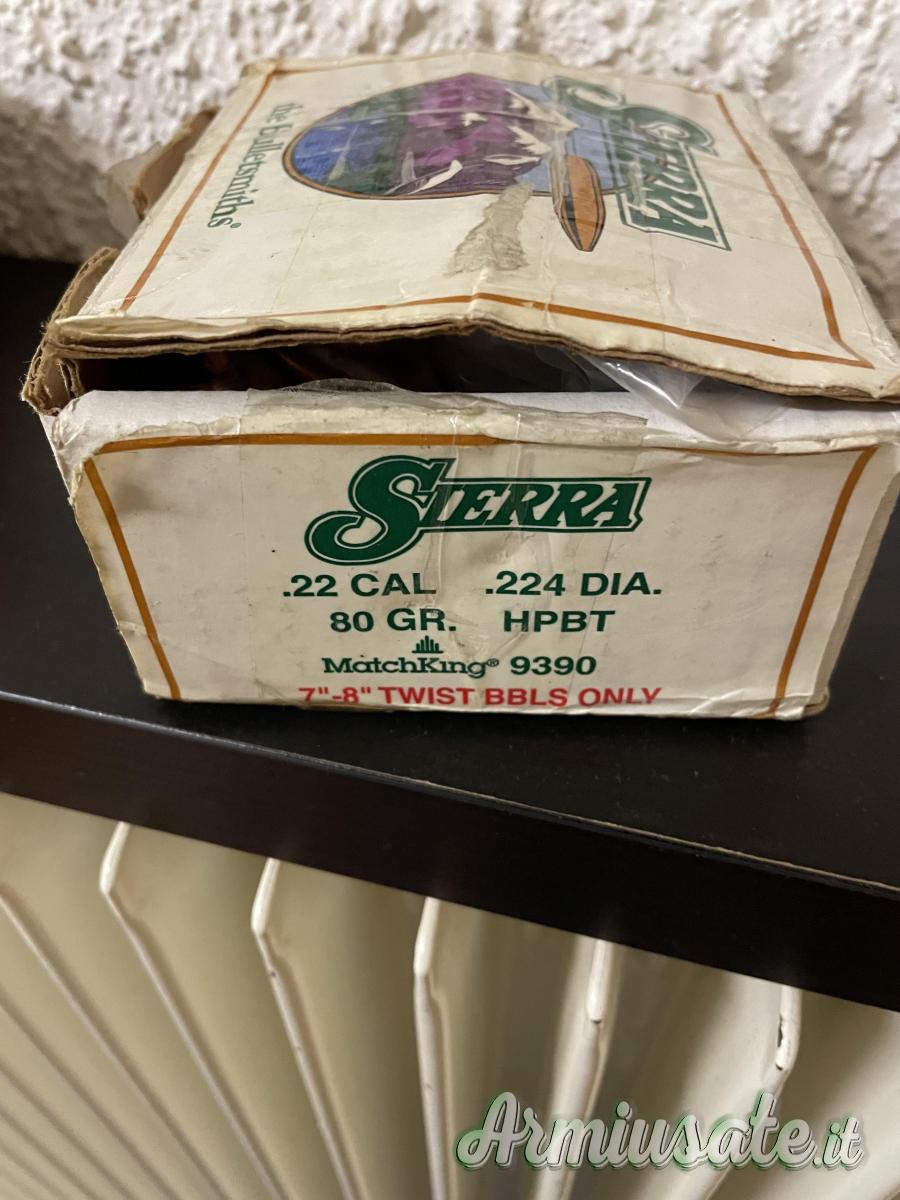 the Bulletsmiths®
SIERRA
SIERRA
.22 CAL .224 DIA.
80 GR. HPBT
MatchKing® 9390
7"-8" TWIST BBLS ONLY
Armiusate.it